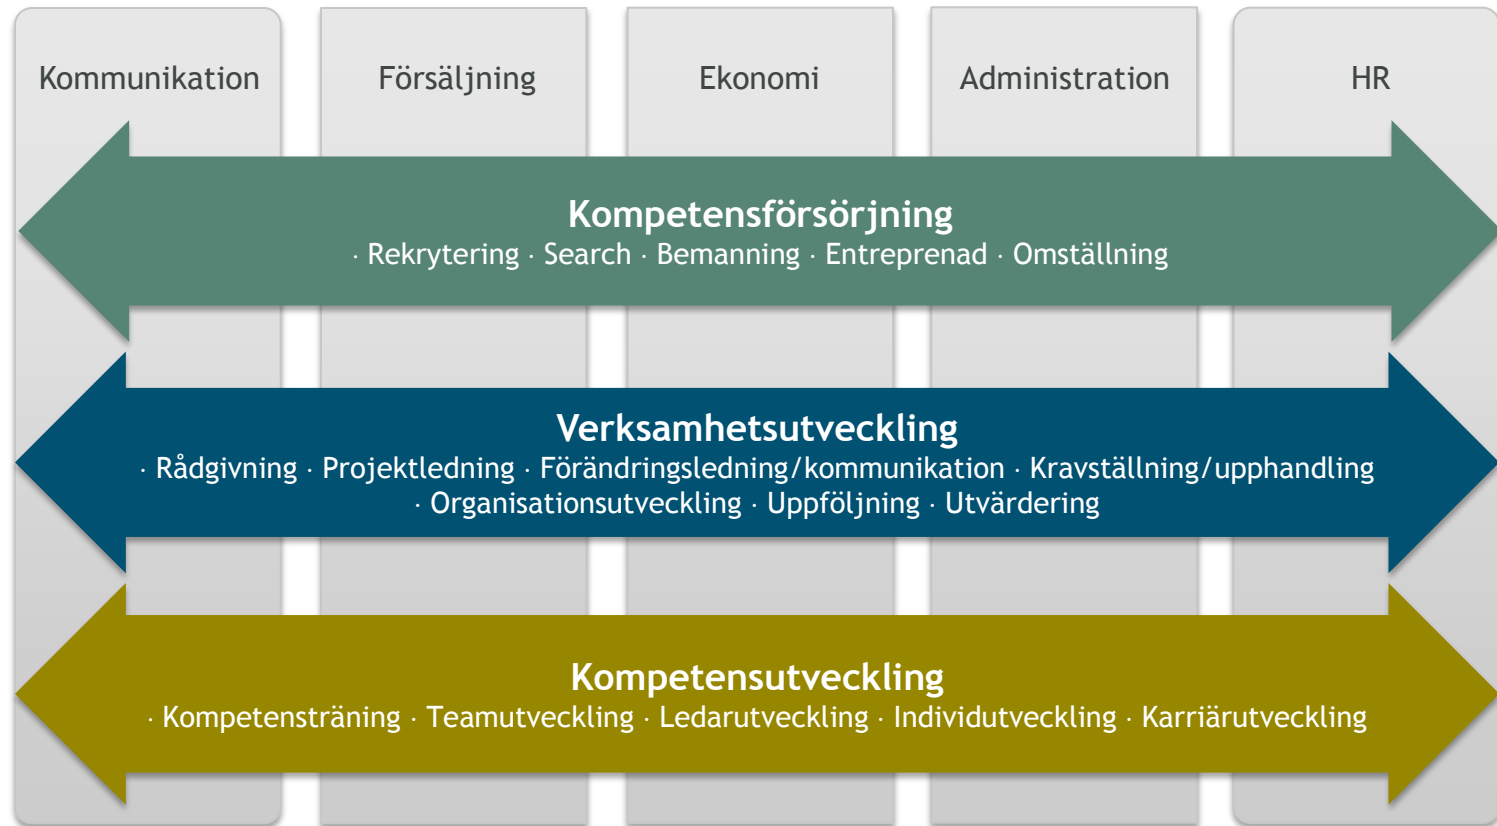 Kommunikation
Försäljning
Ekonomi
Administration
HR
Kompetensförsörjning
· Rekrytering · Search · Bemanning · Entreprenad · Omställning
Verksamhetsutveckling
· Rådgivning · Projektledning · Förändringsledning/kommunikation · Kravställning/upphandling
· Organisationsutveckling · Uppföljning · Utvärdering
Kompetensutveckling
· Kompetensträning · Teamutveckling · Ledarutveckling · Individutveckling · Karriärutveckling